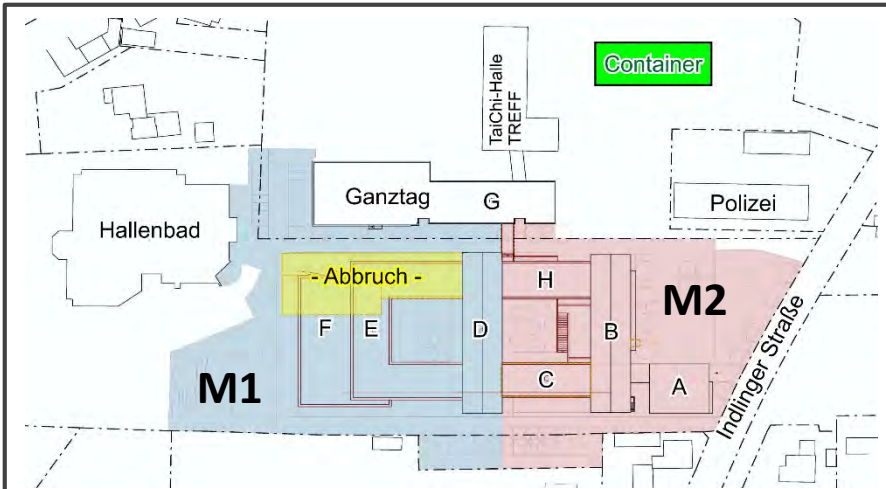 Container
TaiChi-Halle
TREFF
Ganztag
G
Polizei
Hallenbad
- Abbruch -
H
M2
F
E
D
B
M1
C
A
Indlinger Straße